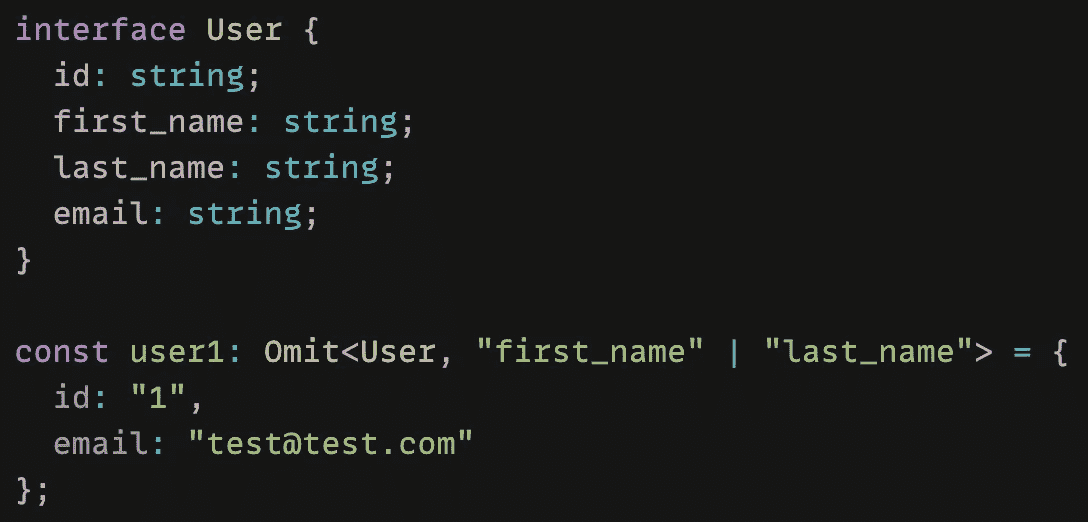 interface User {
  id: string;
  first_name: string;
  last_name: string;
  email: string;
}

const user1: Omit<User, "first_name" | "last_name"> = {
  id: "1",
  email: "test@test.com"
};